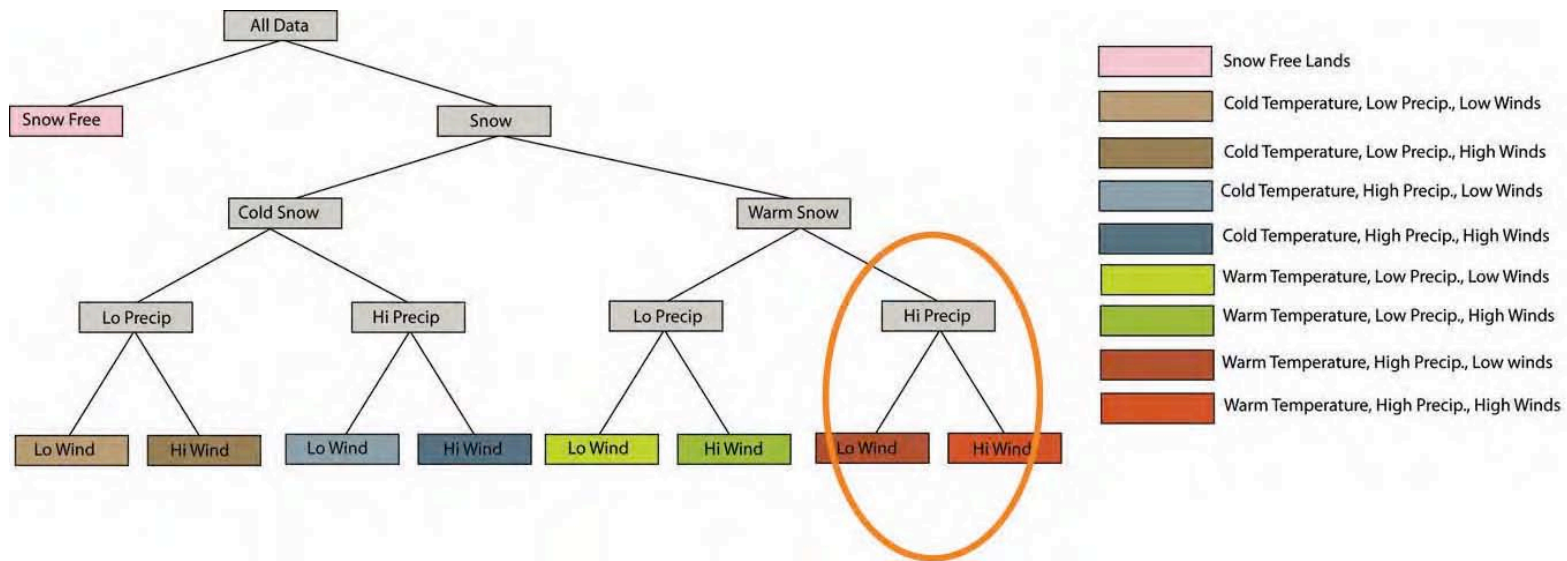 All Data
Snow Free
Snow
Cold Snow
Warm Snow
Lo Precip
Hi Precip
Lo Precip
Hi Precip
Lo Wind
Hi Wind
Lo Wind
Hi Wind
Lo Wind
Hi Wind
Lo Wind
Hi Wind
Snow Free Lands
Cold Temperature, Low Precip., Low Winds
Cold Temperature, Low Precip., High Winds
Cold Temperature, High Precip., Low Winds
Cold Temperature, High Precip., High Winds
Warm Temperature, Low Precip., Low Winds
Warm Temperature, Low Precip., High Winds
Warm Temperature, High Precip., Low winds
Warm Temperature, High Precip., High Winds